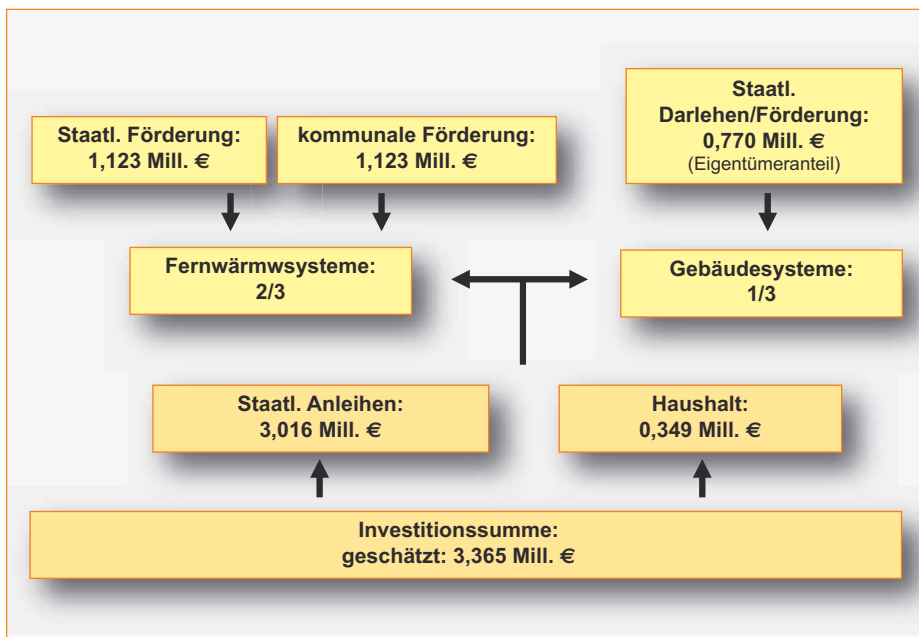 Staatl. Förderung:
1,123 Mill. €
kommunale Förderung:
1,123 Mill. €
Staatl.
Darlehen/Förderung:
0,770 Mill. €
(Eigentümeranteil)
Fernwärmwsysteme:
2/3
Gebäudesysteme:
1/3
Staatl. Anleihen:
3,016 Mill. €
Haushalt:
0,349 Mill. €
Investitionssumme:
geschätzt: 3,365 Mill. €